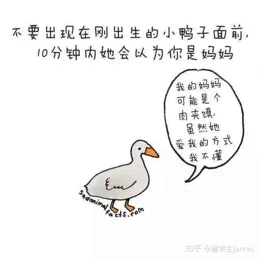 不要出现在刚出生的小鸭子面前,
10分钟内她会以为你是妈妈
我的妈妈
可能是个
肉夹馍,
虽然她
爱我的方式
我不懂
sadanimalfacts.com